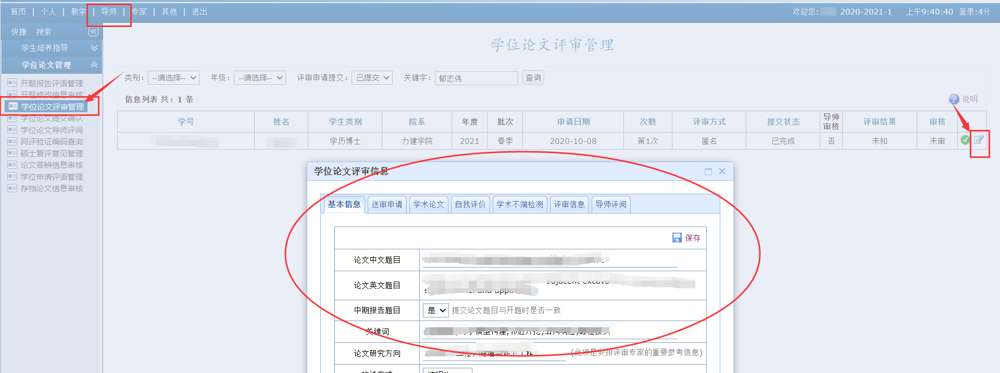 首页 | 个人 | 教学 | 导师 | 专家 | 其他 | 退出
欢迎您: 2020-2021-1 上午9:40:40 登录:4分
快捷 搜索
学生培养指导
学位论文管理
开题报告评语管理
开题修改信息审核
学位论文评审管理
学位论文提交确认
学位论文导师评阅
网评验证编码查询
硕士复评意见管理
论文答辨信息审核
学位申请评语管理
存档论文信息审核
学位论文评审管理
类别: --请选择-- 年级: --请选择-- 评审申请提交: 已提交 关键字: 郁志伟 查询
信息列表 共: 1 条
说明
学号 姓名 学生类别 院系 年度 批次 申请日期 次数 评审方式 提交状态 导师审核 评审结果 审核
学历博士 力建学院 2021 春季 2020-10-08 第1次 匿名 已完成 否 未知 未审
学位论文评审信息
基本信息 送审申请 学术论文 自我评价 学术不端检测 评审信息 导师评阅
保存
论文中文题目
论文英文题目
中期报告题目 是 提交论文题目与开题时是否一致
关键词
论文研究方向 (此项是安排评审专家的重要参考信息)